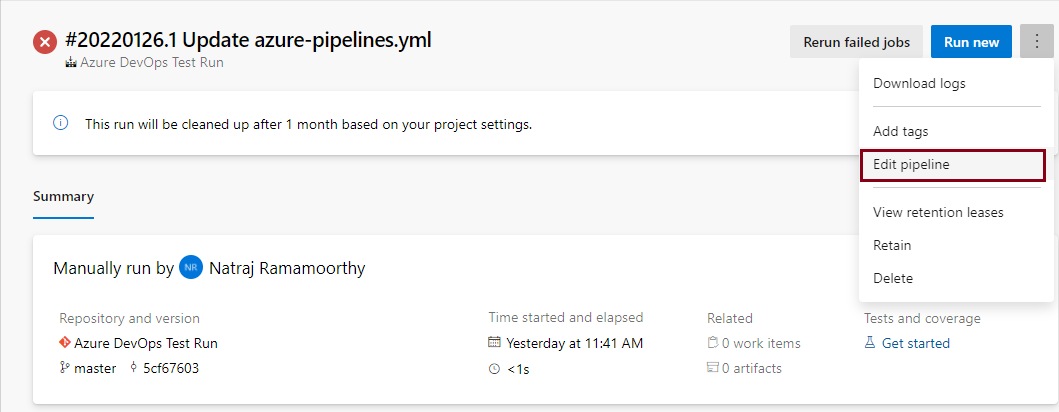 #20220126.1 Update azure-pipelines.yml
Azure DevOps Test Run
Rerun failed jobs
Run new
Download logs
Add tags
Edit pipeline
View retention leases
Retain
Delete
This run will be cleaned up after 1 month based on your project settings.
Summary
Manually run by NR Natraj Ramamoorthy
Repository and version
Azure DevOps Test Run
master 5cf67603
Time started and elapsed
Yesterday at 11:41 AM
<1s
Related
0 work items
0 artifacts
Tests and coverage
Get started